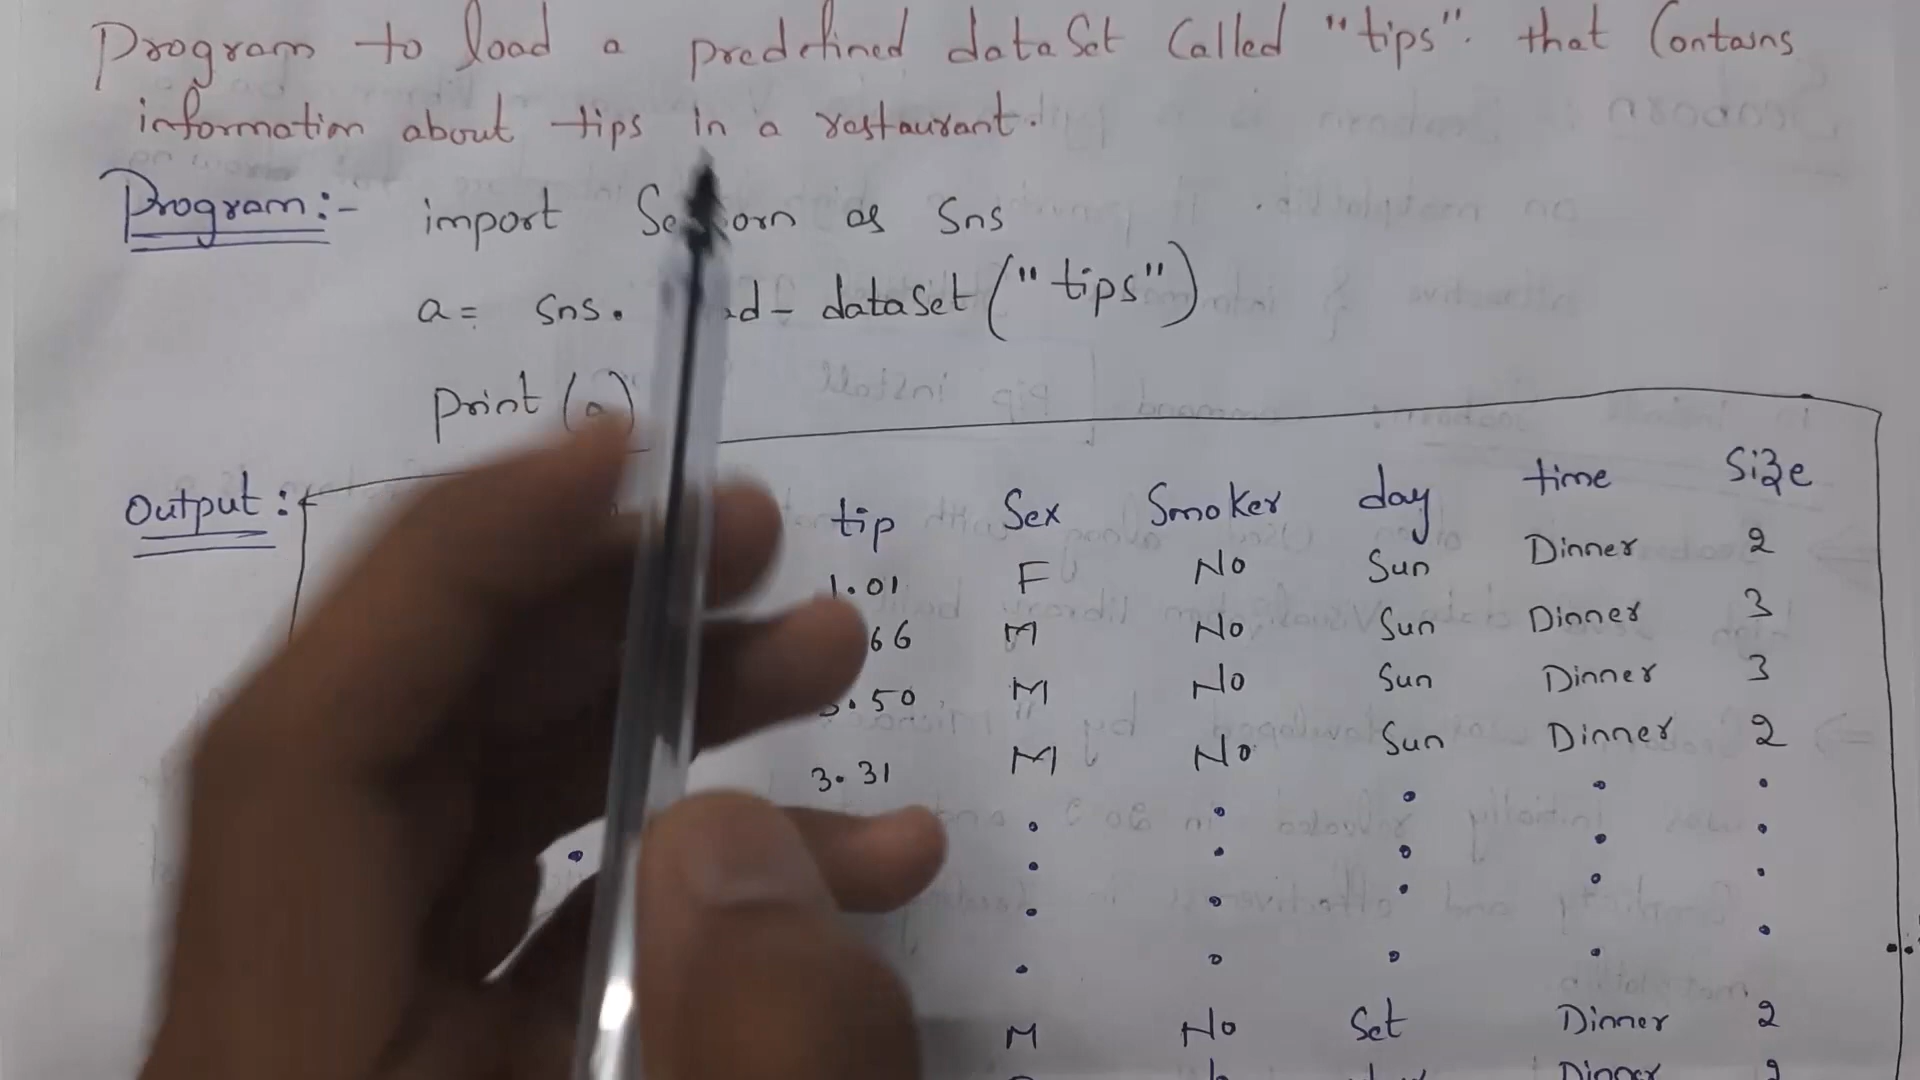 Program to load a predefined dataSet Called "tips". that Contains
information about tips in a restaurant.
Program:- import as Sns
a= Sns. dataSet("tips")
print(a)
Output: tip Sex Smoker day time Size
1.01 F No Sun Dinner 2
66 M No Sun Dinner 3
.50 M No Sun Dinner 3
3.31 M No Sun Dinner 2
M No Sat Dinner 2
Dinner